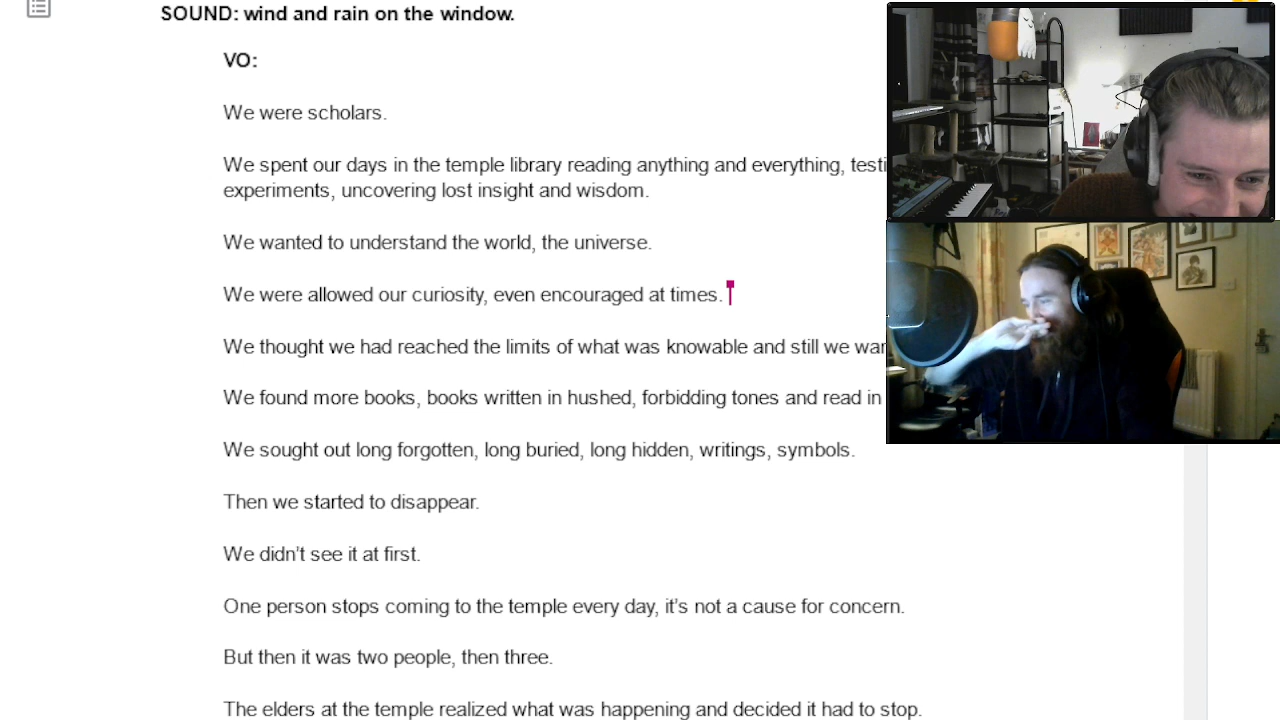 SOUND: wind and rain on the window.
VO:
We were scholars.
We spent our days in the temple library reading anything and everything,
experiments, uncovering lost insight and wisdom.
We wanted to understand the world, the universe.
We were allowed our curiosity, even encouraged at times.
We thought we had reached the limits of what was knowable and still we
We found more books, books written in hushed, forbidding tones and read in
We sought out long forgotten, long buried, long hidden, writings, symbols.
Then we started to disappear.
We didn’t see it at first.
One person stops coming to the temple every day, it’s not a cause for concern.
But then it was two people, then three.
The elders at the temple realized what was happening and decided it had to stop.